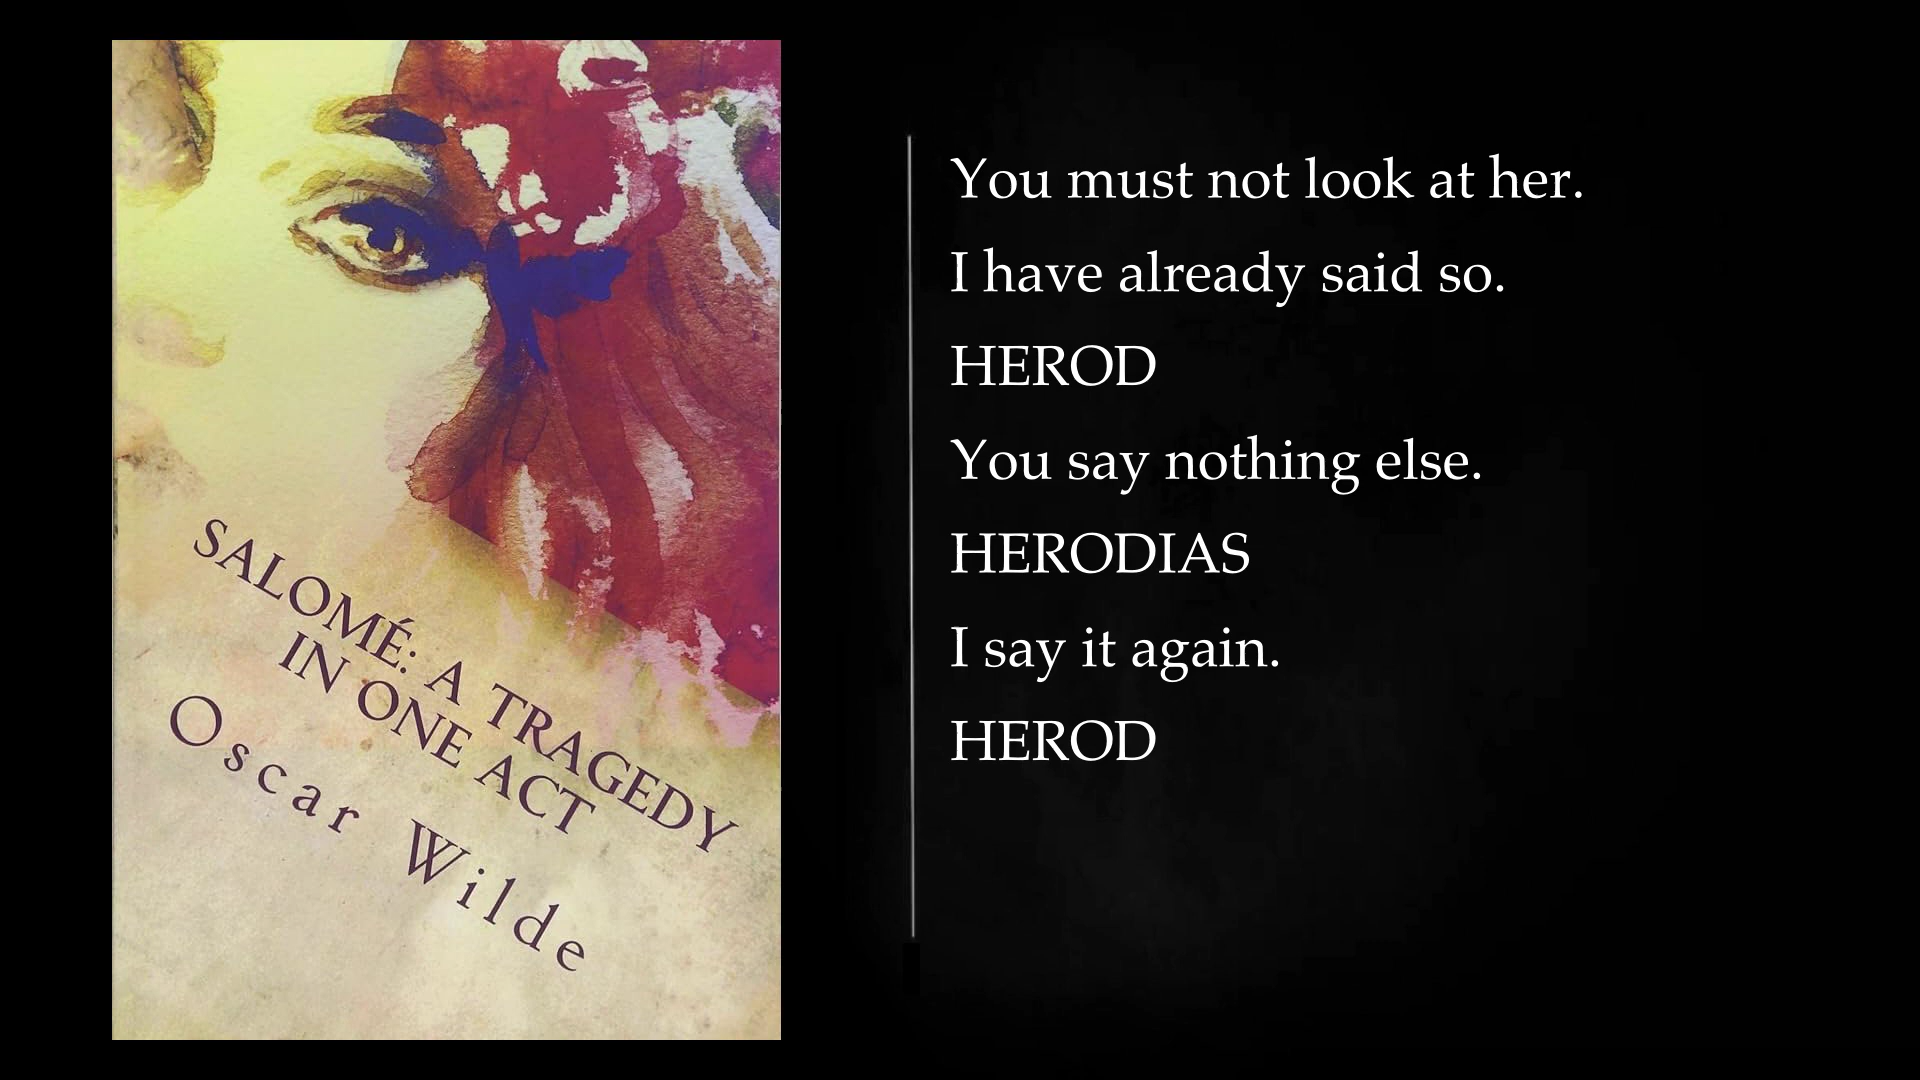 SALOMÉ: A TRAGEDY
IN ONE ACT
Oscar Wilde
You must not look at her.
I have already said so.
HEROD
You say nothing else.
HERODIAS
I say it again.
HEROD